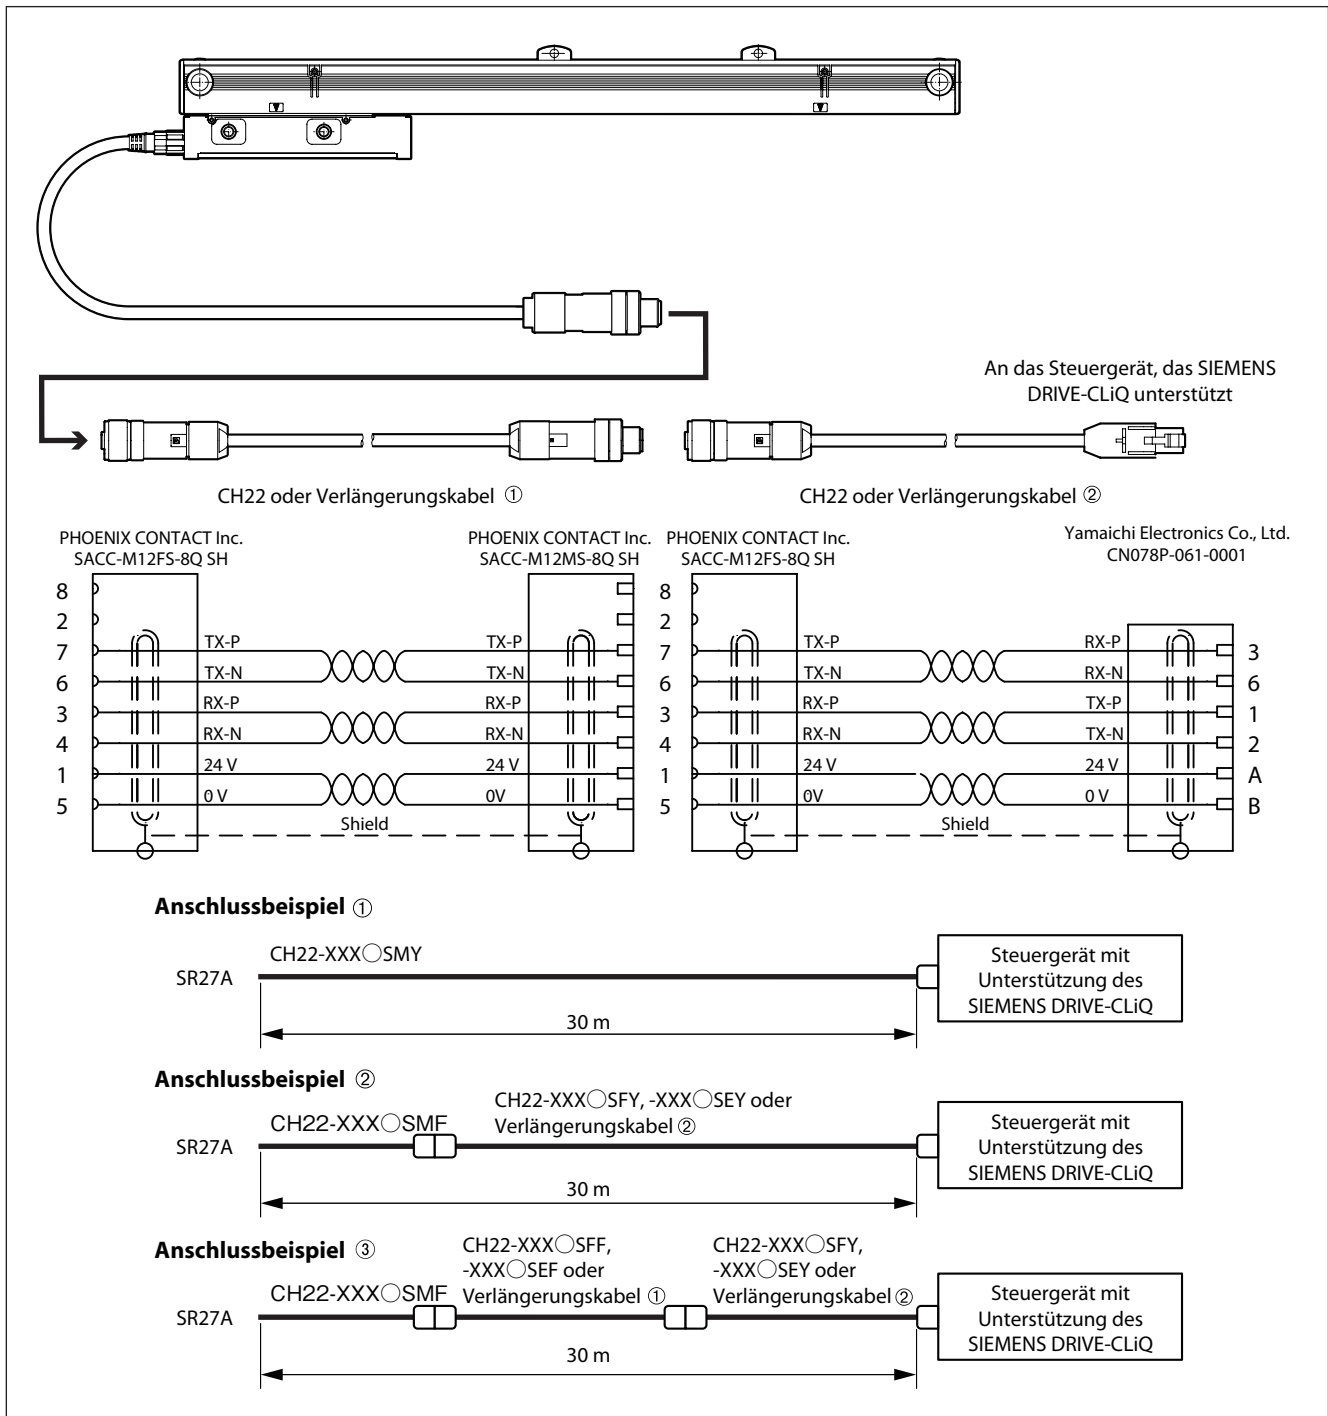 An das Steuergerät, das SIEMENS
DRIVE-CLiQ unterstützt
CH22 oder Verlängerungskabel ①
CH22 oder Verlängerungskabel ②
PHOENIX CONTACT Inc.
SACC-M12FS-8Q SH
PHOENIX CONTACT Inc.
SACC-M12MS-8Q SH
8
2
7 TX-P TX-P
6 TX-N TX-N
3 RX-P RX-P
4 RX-N RX-N
1 24 V 24 V
5 0 V 0V
Shield
PHOENIX CONTACT Inc.
SACC-M12FS-8Q SH
Yamaichi Electronics Co., Ltd.
CN078P-061-0001
8
2
7 TX-P RX-P 3
6 TX-N RX-N 6
3 RX-P TX-P 1
4 RX-N TX-N 2
1 24 V 24 V A
5 0V 0 V B
Shield
Anschlussbeispiel ①
CH22-XXX○SMY
SR27A
30 m
Steuergerät mit
Unterstützung des
SIEMENS DRIVE-CLiQ
Anschlussbeispiel ②
CH22-XXX○SMF
CH22-XXX○SFY, -XXX○SEY oder
Verlängerungskabel ②
SR27A
30 m
Steuergerät mit
Unterstützung des
SIEMENS DRIVE-CLiQ
Anschlussbeispiel ③
CH22-XXX○SMF
CH22-XXX○SFF,
-XXX○SEF oder
Verlängerungskabel ①
CH22-XXX○SFY,
-XXX○SEY oder
Verlängerungskabel ②
SR27A
30 m
Steuergerät mit
Unterstützung des
SIEMENS DRIVE-CLiQ